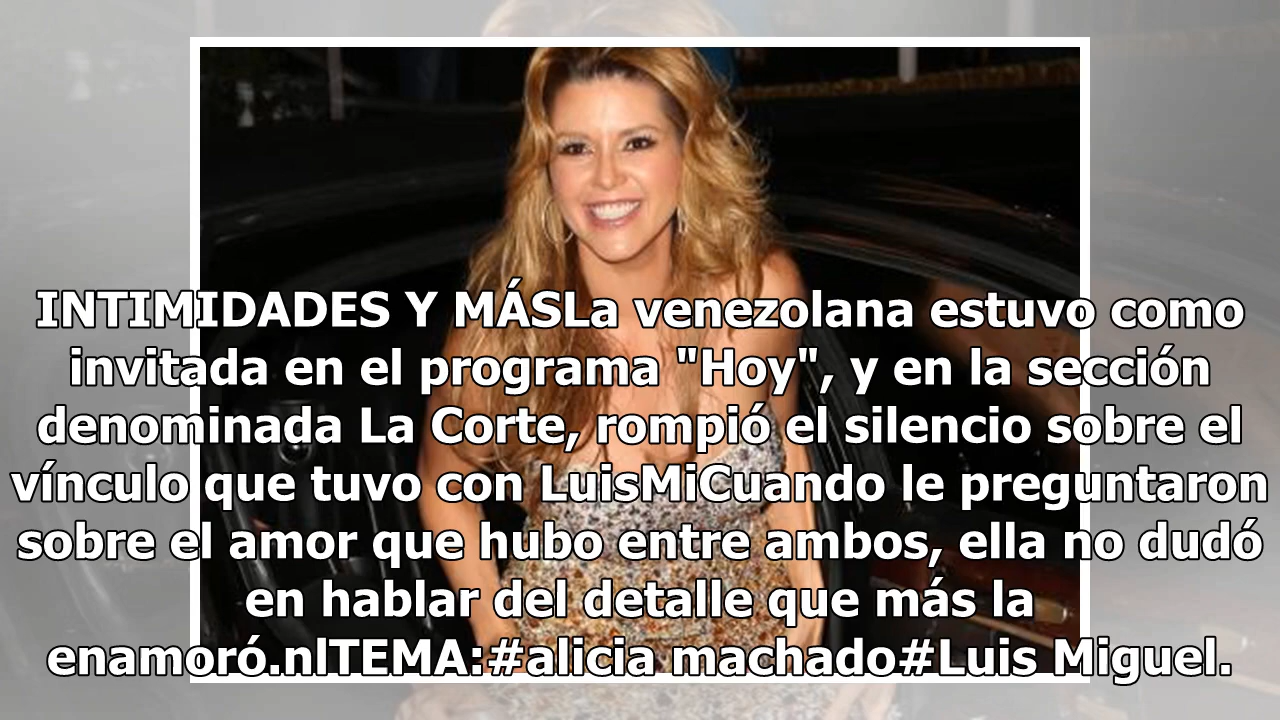 INTIMIDADES Y MÁSLa venezolana estuvo como
invitada en el programa "Hoy", y en la sección
denominada La Corte, rompió el silencio sobre el
vínculo que tuvo con LuisMiCuando le preguntaron
sobre el amor que hubo entre ambos, ella no dudó
en hablar del detalle que más la
enamoró.nlTEMA:#alicia machado#Luis Miguel.